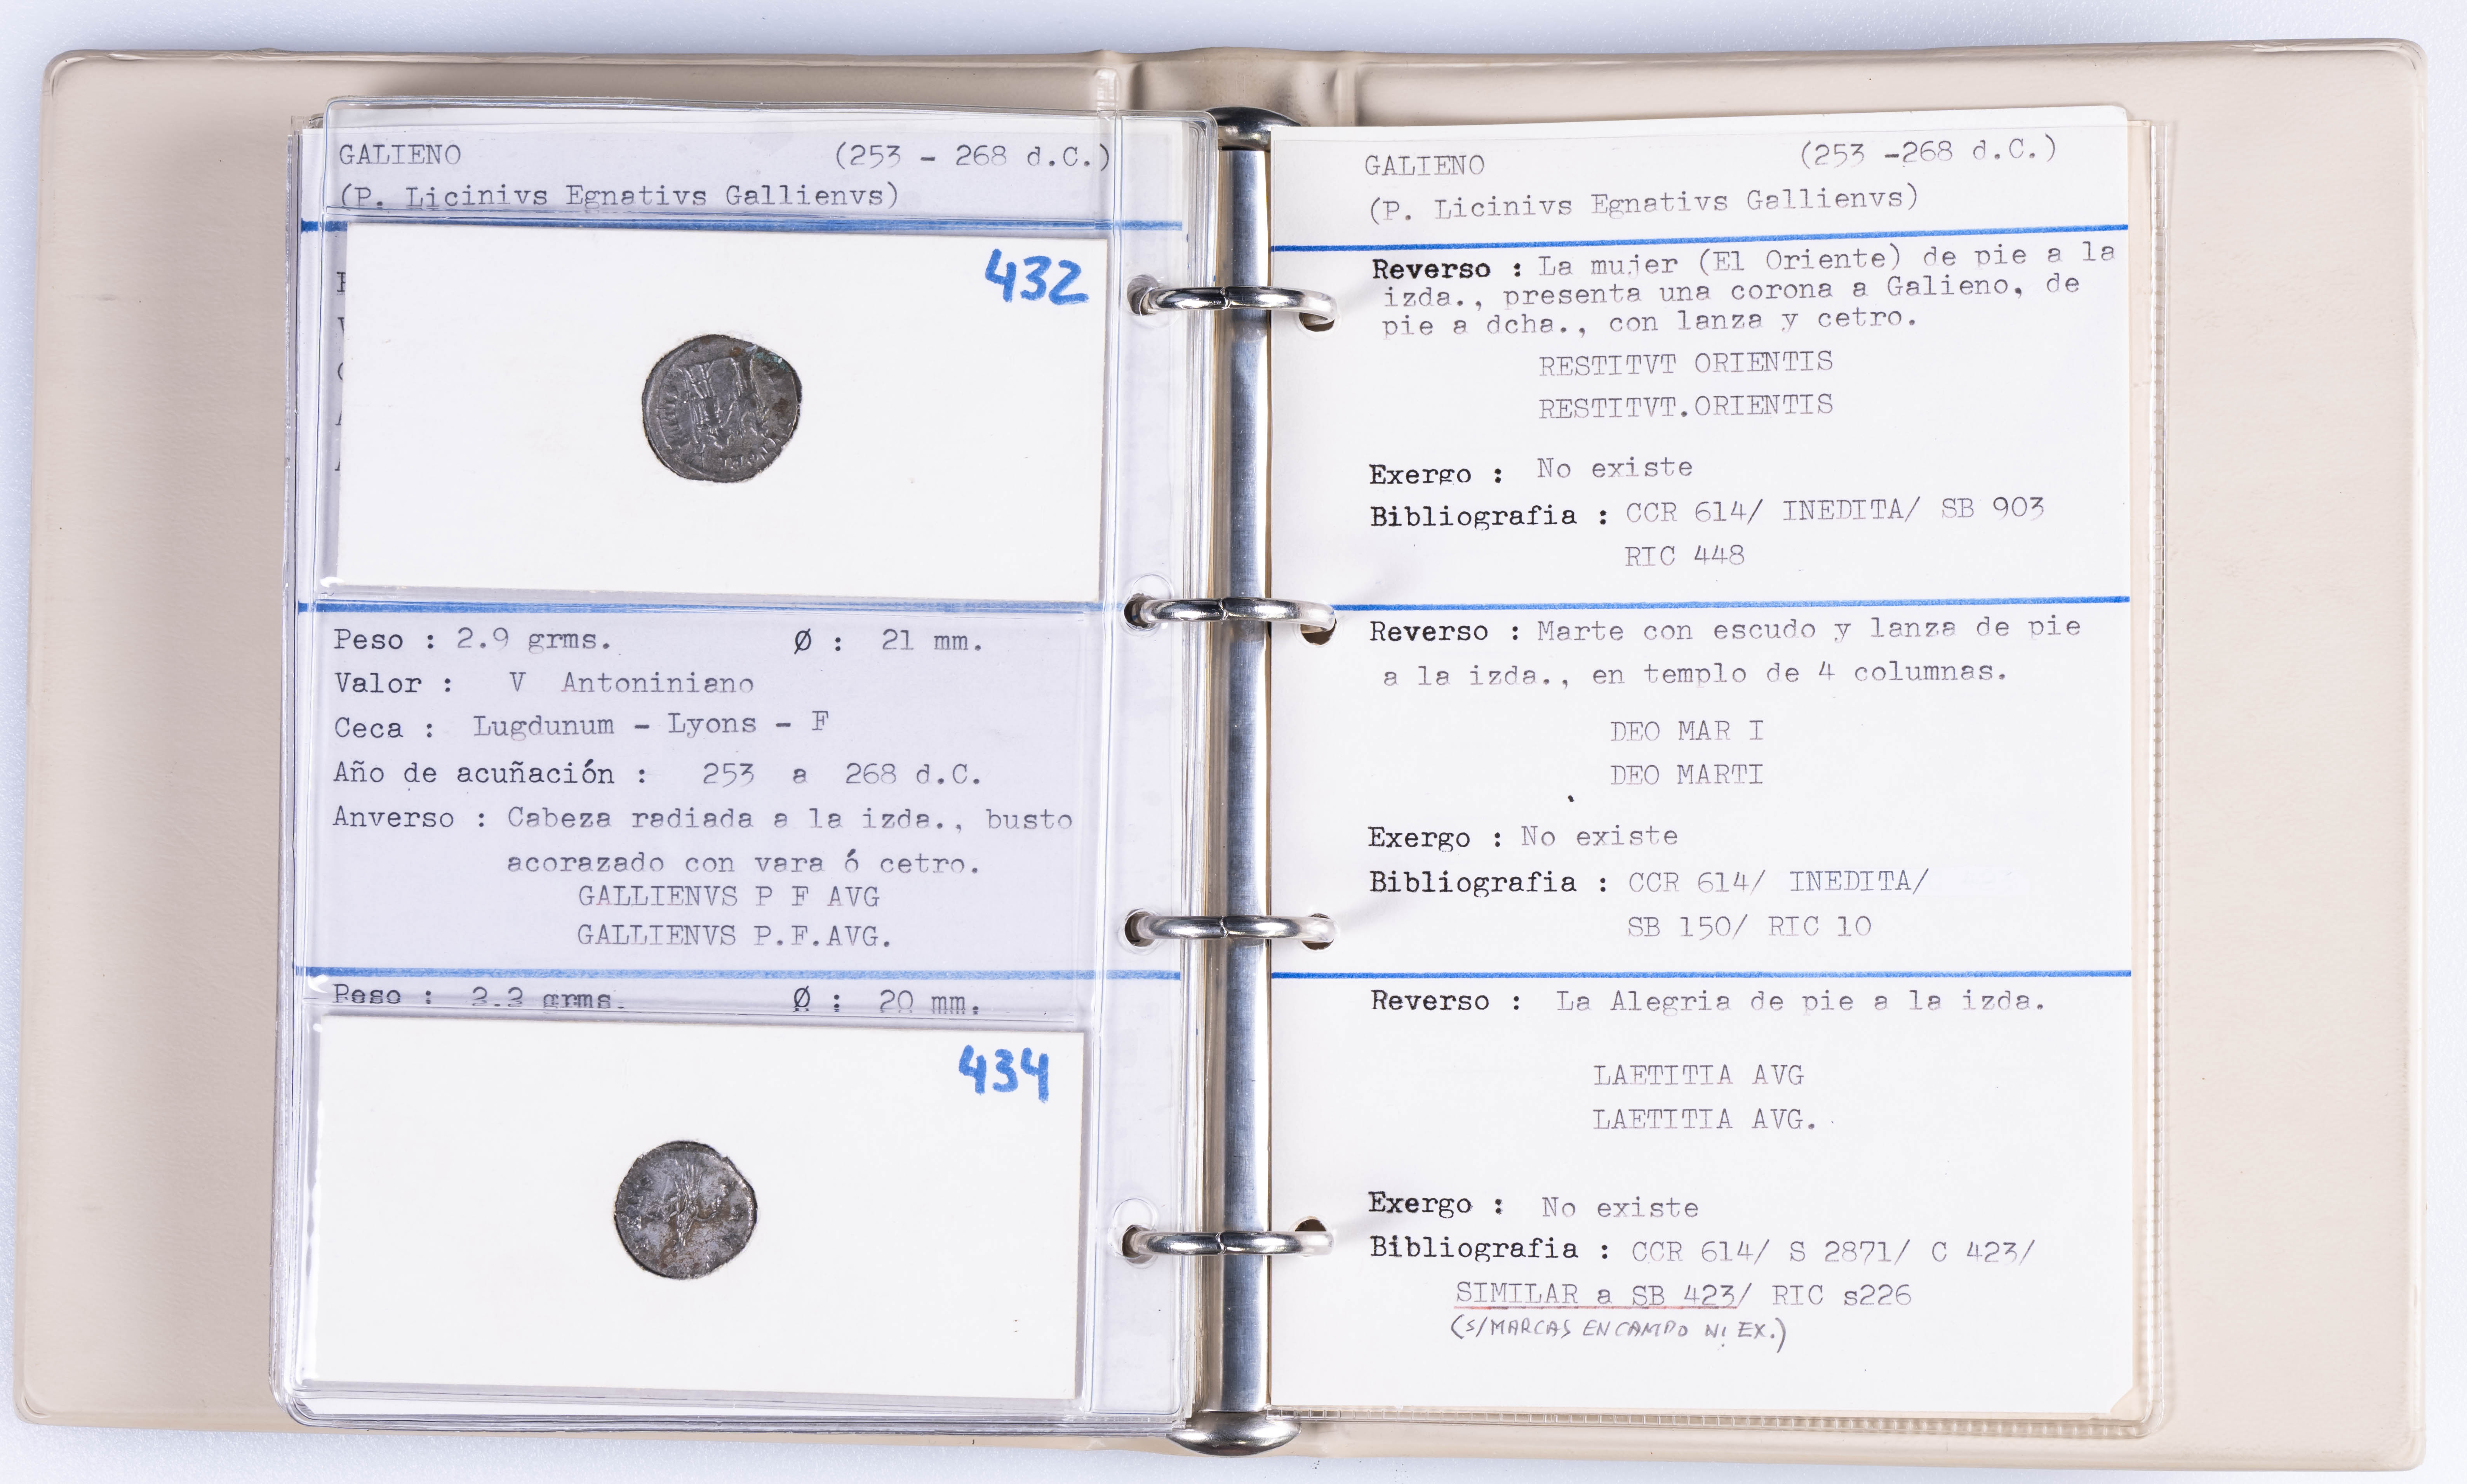 GALIENO (253 - 268 d.C.)
(P. Licinivs Egnativs Gallienvs)
432
Peso : 2.9 grms. Ø : 21 mm.
Valor : V Antoniniano
Ceca : Lugdunum - Lyons - F
Año de acuñación : 253 a 268 d.C.
Anverso : Cabeza radiada a la izda., busto
acorazado con vara ó cetro.
GALLIENVS P F AVG
GALLIENVS P.F.AVG.
Peso : grms. Ø : 20 mm.
434
GALIENO (253 -268 d.C.)
(P. Licinivs Egnativs Gallienvs)
Reverso : La mujer (El Oriente) de pie a la
izda., presenta una corona a Galieno, de
pie a dcha., con lanza y cetro.
RESTITVT ORIENTIS
RESTITVT.ORIENTIS
Exergo : No existe
Bibliografia : CCR 614/ INEDITA/ SB 903
RIC 448
Reverso : Marte con escudo y lanza de pie
a la izda., en templo de 4 columnas.
DEO MAR I
DEO MARTI
Exergo : No existe
Bibliografia : CCR 614/ INEDITA/
SB 150/ RIC 10
Reverso : La Alegria de pie a la izda.
LAETITIA AVG
LAETITIA AVG.
Exergo : No existe
Bibliografia : CCR 614/ S 2871/ C 423/
SIMILAR a SB 423/ RIC s226
(S/MARCAS EN CAMPO NI EX.)